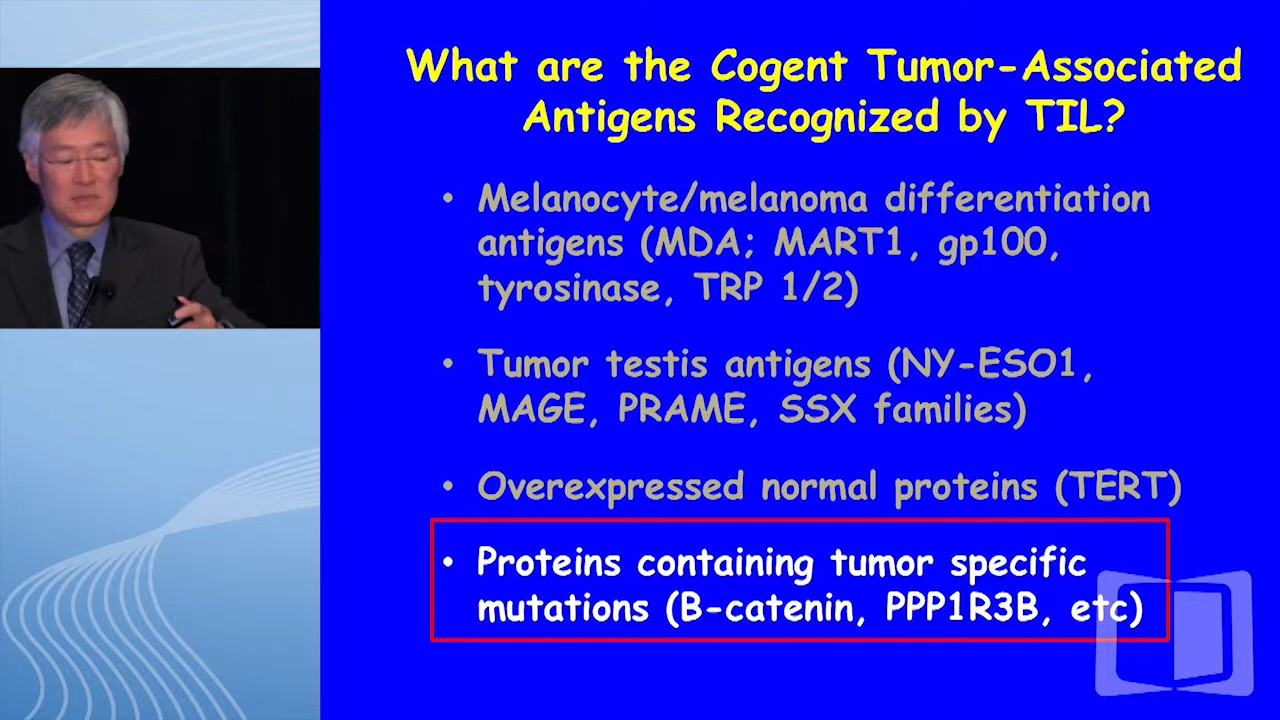 What are the Cogent Tumor-Associated
Antigens Recognized by TIL?
• Melanocyte/melanoma differentiation
antigens (MDA; MART1, gp100,
tyrosinase, TRP 1/2)
• Tumor testis antigens (NY-ESO1,
MAGE, PRAME, SSX families)
• Overexpressed normal proteins (TERT)
• Proteins containing tumor specific
mutations (B-catenin, PPP1R3B, etc)